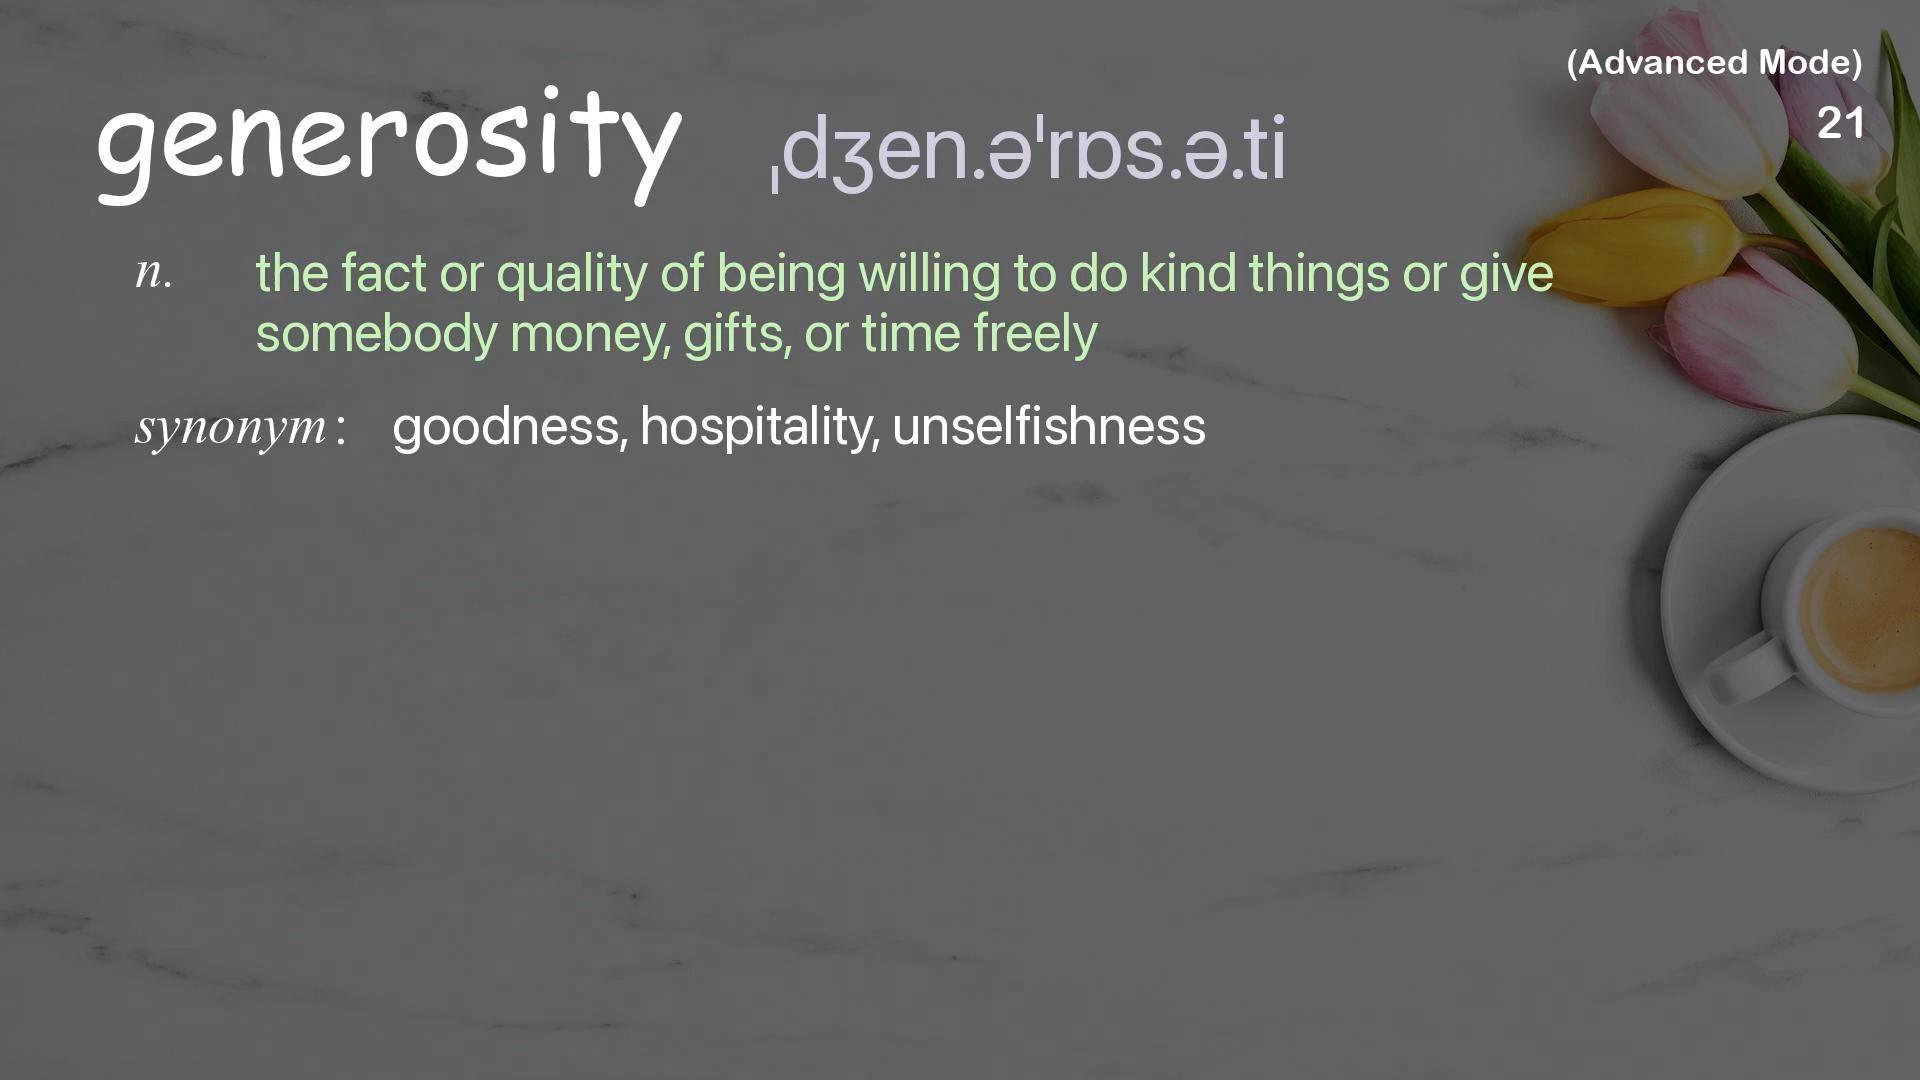 (Advanced Mode)
21
generosity ˌdʒen.əˈrɒs.ə.ti
n. the fact or quality of being willing to do kind things or give
somebody money, gifts, or time freely
synonym: goodness, hospitality, unselfishness